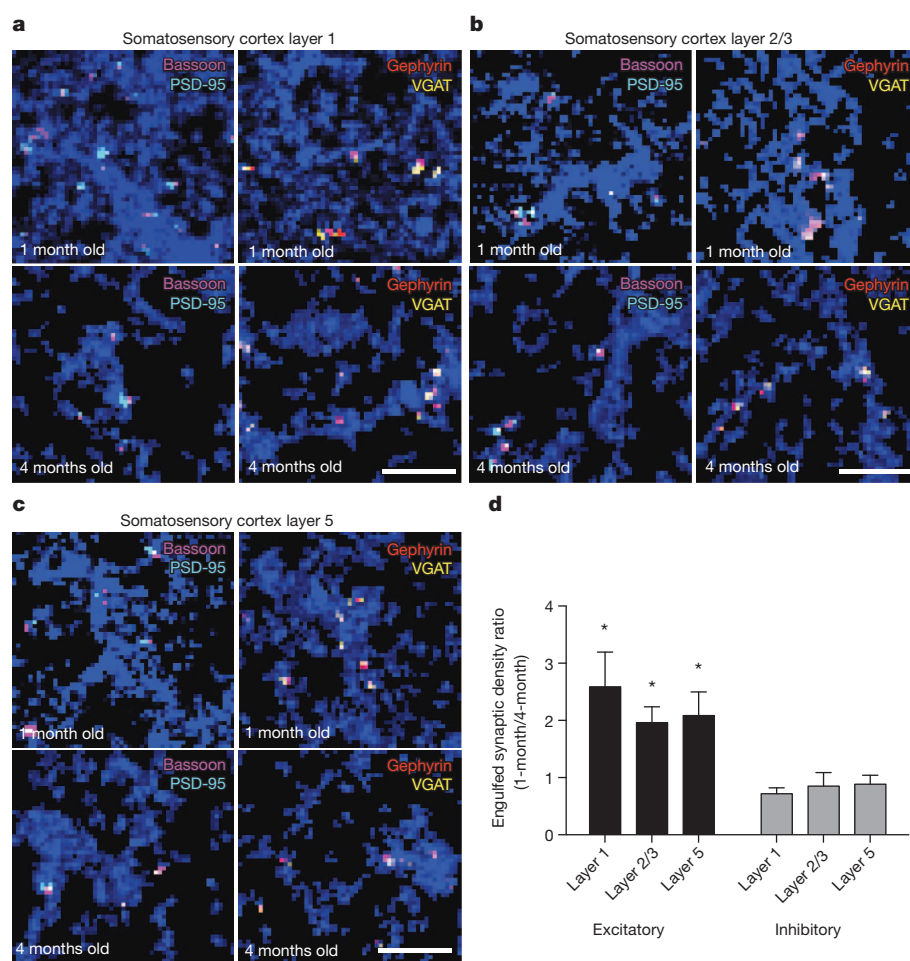 a
Somatosensory cortex layer 1
Bassoon
PSD-95
Gephyrin
VGAT
1 month old
1 month old
Bassoon
PSD-95
Gephyrin
VGAT
4 months old
4 months old
b
Somatosensory cortex layer 2/3
Bassoon
PSD-95
Gephyrin
VGAT
1 month old
1 month old
Bassoon
PSD-95
Gephyrin
VGAT
4 months old
4 months old
c
Somatosensory cortex layer 5
Bassoon
PSD-95
Gephyrin
VGAT
1 month old
1 month old
Bassoon
PSD-95
Gephyrin
VGAT
4 months old
4 months old
d
Engulfed synaptic density ratio
(1-month/4-month)
4
3
2
1
0
*
*
*
Layer 1
Layer 2/3
Layer 5
Layer 1
Layer 2/3
Layer 5
Excitatory
Inhibitory